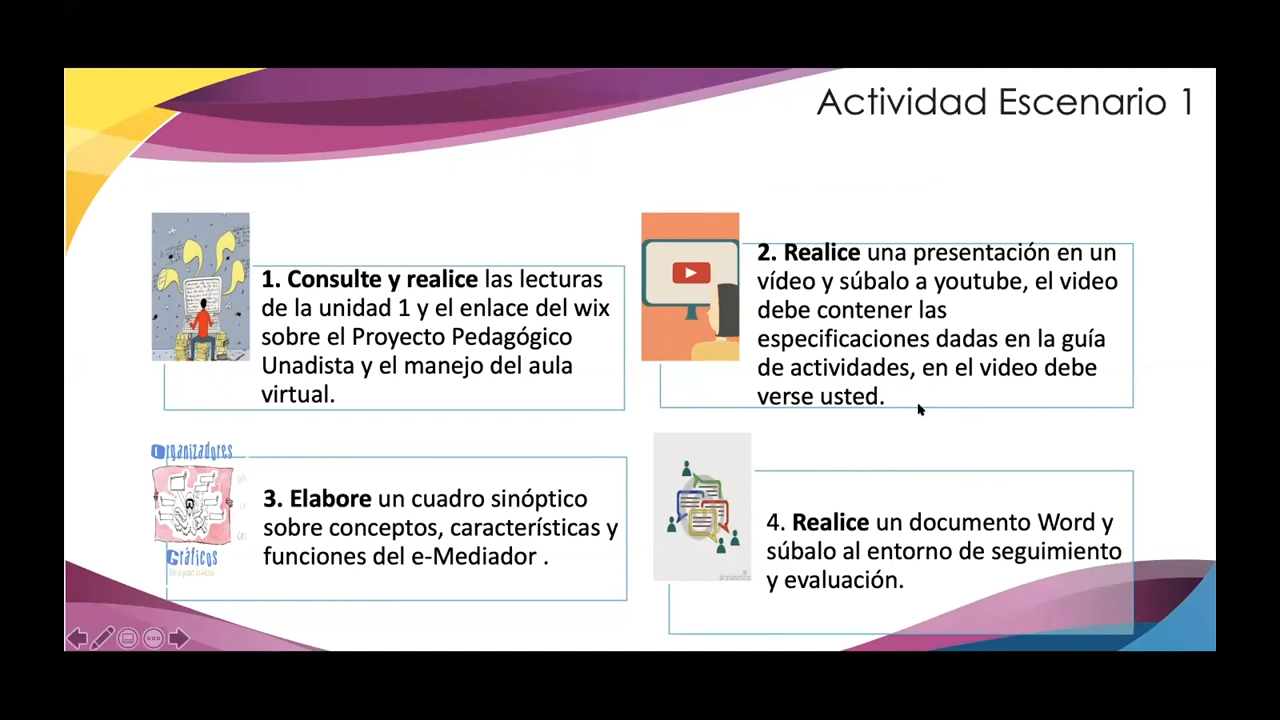 Actividad Escenario 1
1. Consulte y realice las lecturas
de la unidad 1 y el enlace del wix
sobre el Proyecto Pedagógico
Unadista y el manejo del aula
virtual.
2. Realice una presentación en un
vídeo y súbalo a youtube, el video
debe contener las
especificaciones dadas en la guía
de actividades, en el video debe
verse usted.
Organizadores
Gráficos
3. Elabore un cuadro sinóptico
sobre conceptos, características y
funciones del e-Mediador .
4. Realice un documento Word y
súbalo al entorno de seguimiento
y evaluación.